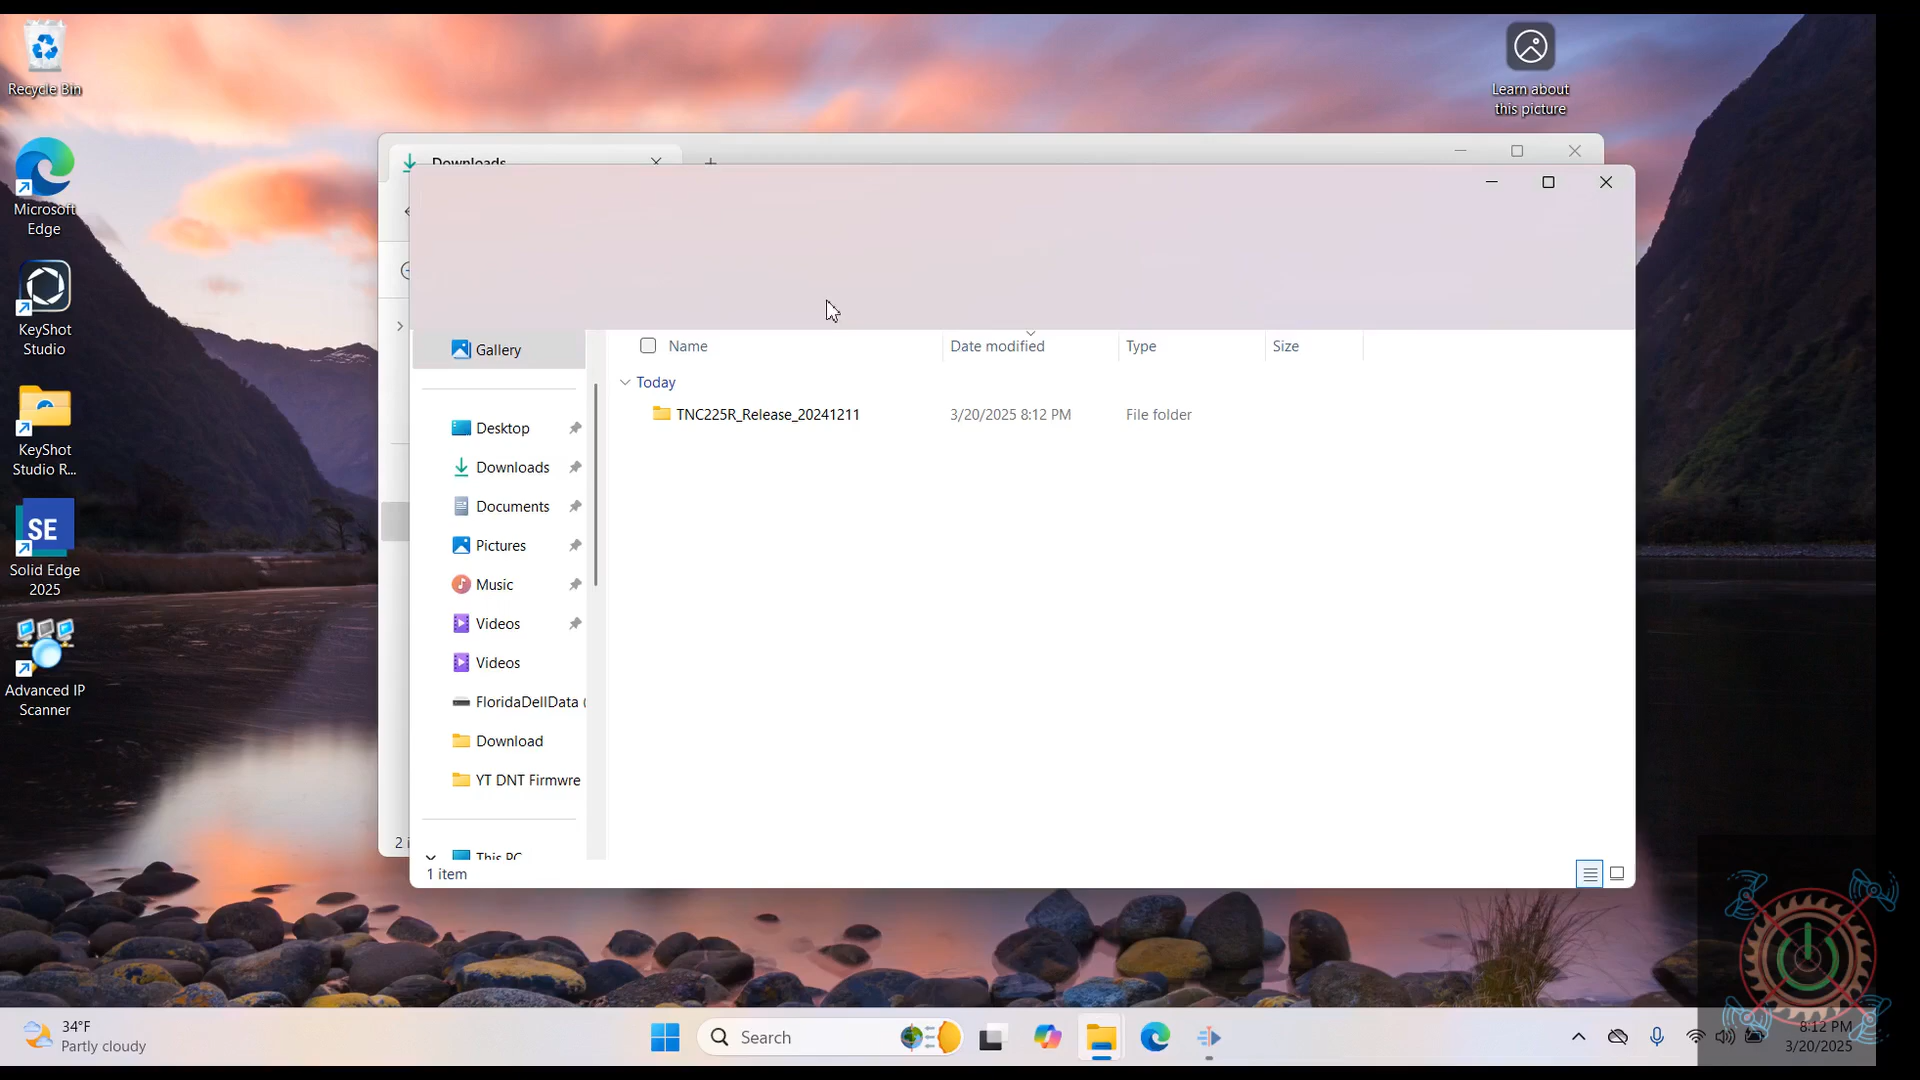 Recycle Bin
Learn about
this picture
Downloads
Microsoft
Edge
KeyShot
Studio
KeyShot
Studio R...
SE
Solid Edge
2025
Advanced IP
Scanner
Gallery
Name
Date modified
Type
Size
Today
TNC225R_Release_20241211
3/20/2025 8:12 PM
File folder
Desktop
Downloads
Documents
Pictures
Music
Videos
Videos
FloridaDellData (
Download
YT DNT Firmwre
This PC
2 i
1 item
34°F
Partly cloudy
Search
8:12 PM
3/20/2025